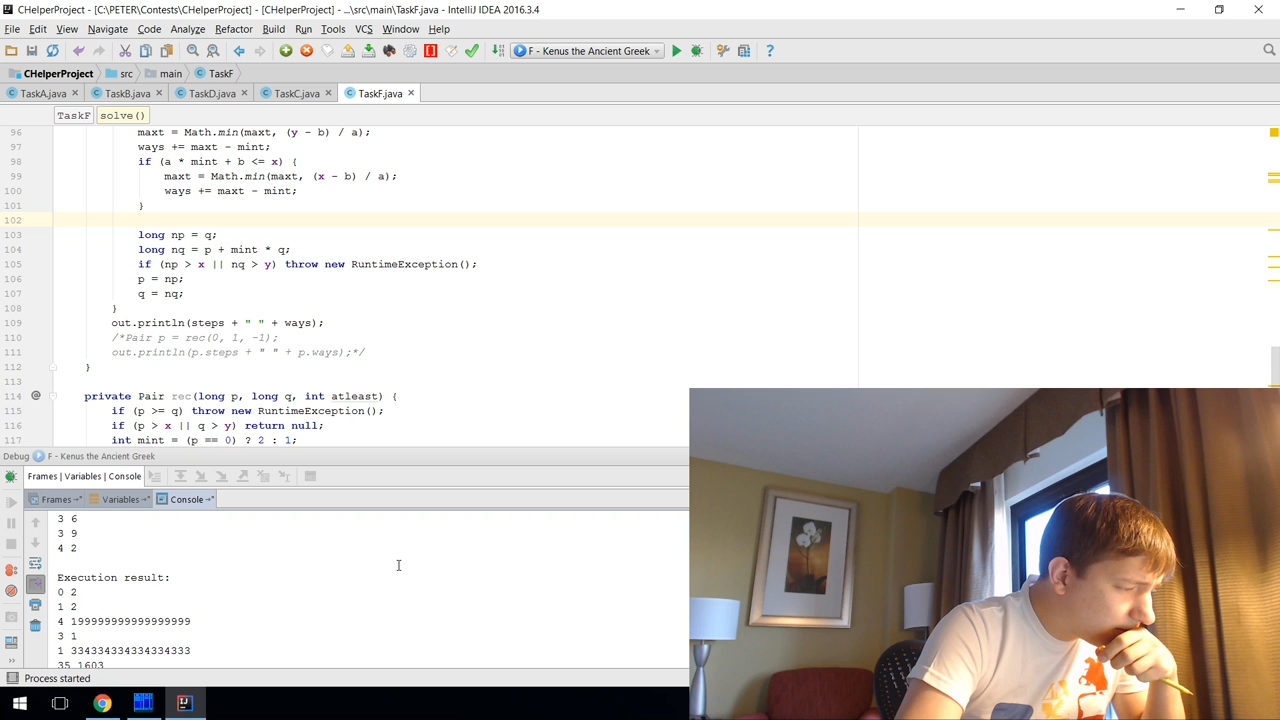 CHelperProject - [C:\PETER\Contests\CHelperProject] - [CHelperProject] - ...\src\main\TaskF.java - IntelliJ IDEA 2016.3.4
File Edit View Navigate Code Analyze Refactor Build Run Tools VCS Window Help
F - Kenus the Ancient Greek
CHelperProject src main TaskF
TaskA.java TaskB.java TaskD.java TaskC.java TaskF.java
TaskF solve()
96 maxt = Math.min(maxt, (y - b) / a);
97 ways += maxt - mint;
98 if (a * mint + b <= x) {
99 maxt = Math.min(maxt, (x - b) / a);
100 ways += maxt - mint;
101 }
102
103 long np = q;
104 long nq = p + mint * q;
105 if (np > x || nq > y) throw new RuntimeException();
106 p = np;
107 q = nq;
108 }
109 out.println(steps + " " + ways);
110 /*Pair p = rec(0, 1, -1);
111 out.println(p.steps + " " + p.ways);*/
112 }
113
114 private Pair rec(long p, long q, int atleast) {
115 if (p >= q) throw new RuntimeException();
116 if (p > x || q > y) return null;
117 int mint = (p == 0) ? 2 : 1;
Debug F - Kenus the Ancient Greek
Frames | Variables | Console
Frames Variables Console
3 6
3 9
4 2
Execution result:
0 2
1 2
4 1999999999999999999
3 1
1 334334334334334333
35 1603
Process started